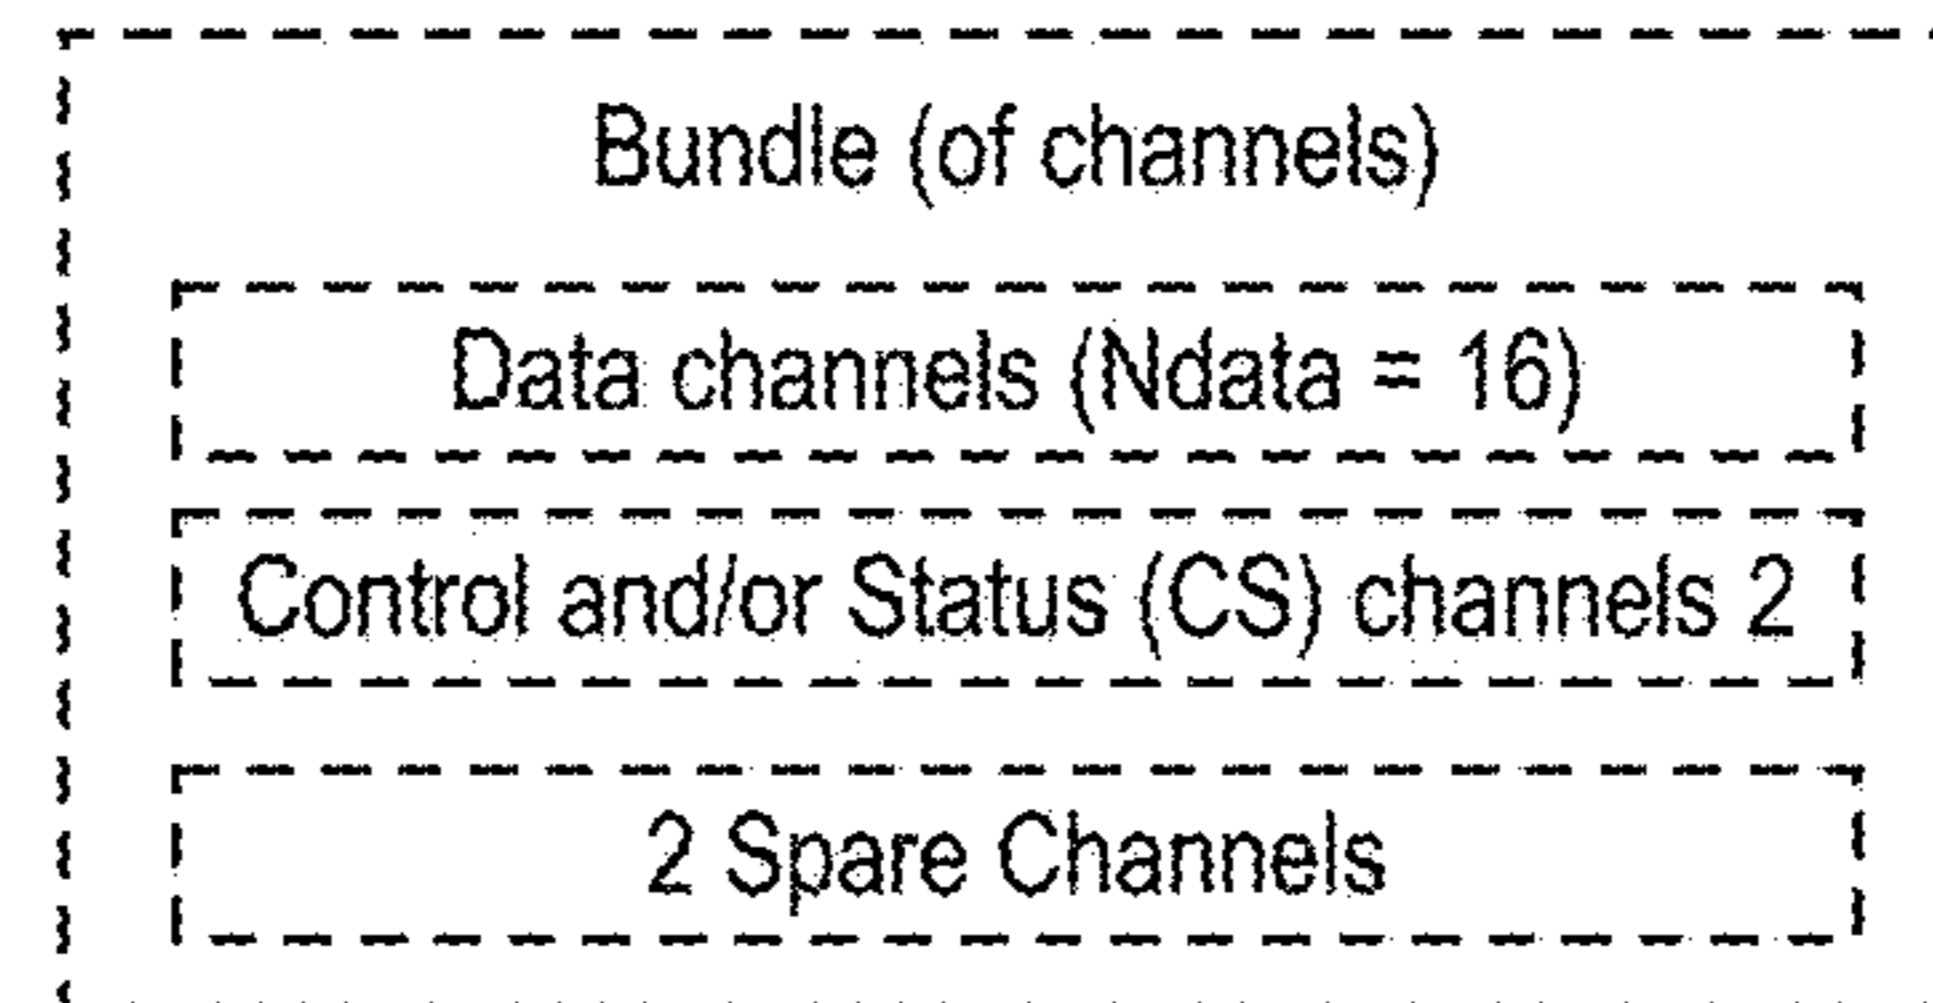 Bundle (of channels)
Data channels (Ndata = 16)
Control and/or Status (CS) channels 2
2 Spare Channels